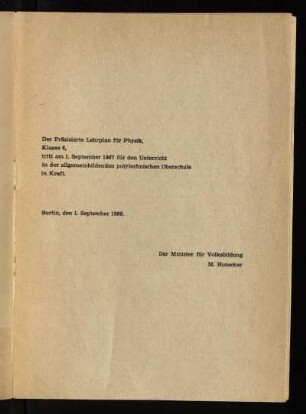 Der Präzisierte Lehrplan für Physik,
Klasse 6,
tritt am 1. September 1967 für den Unterricht
in der allgemeinbildenden polytechnischen Oberschule
in Kraft.
Berlin, den 1. September 1966.
Der Minister für Volksbildung
M. Honecker